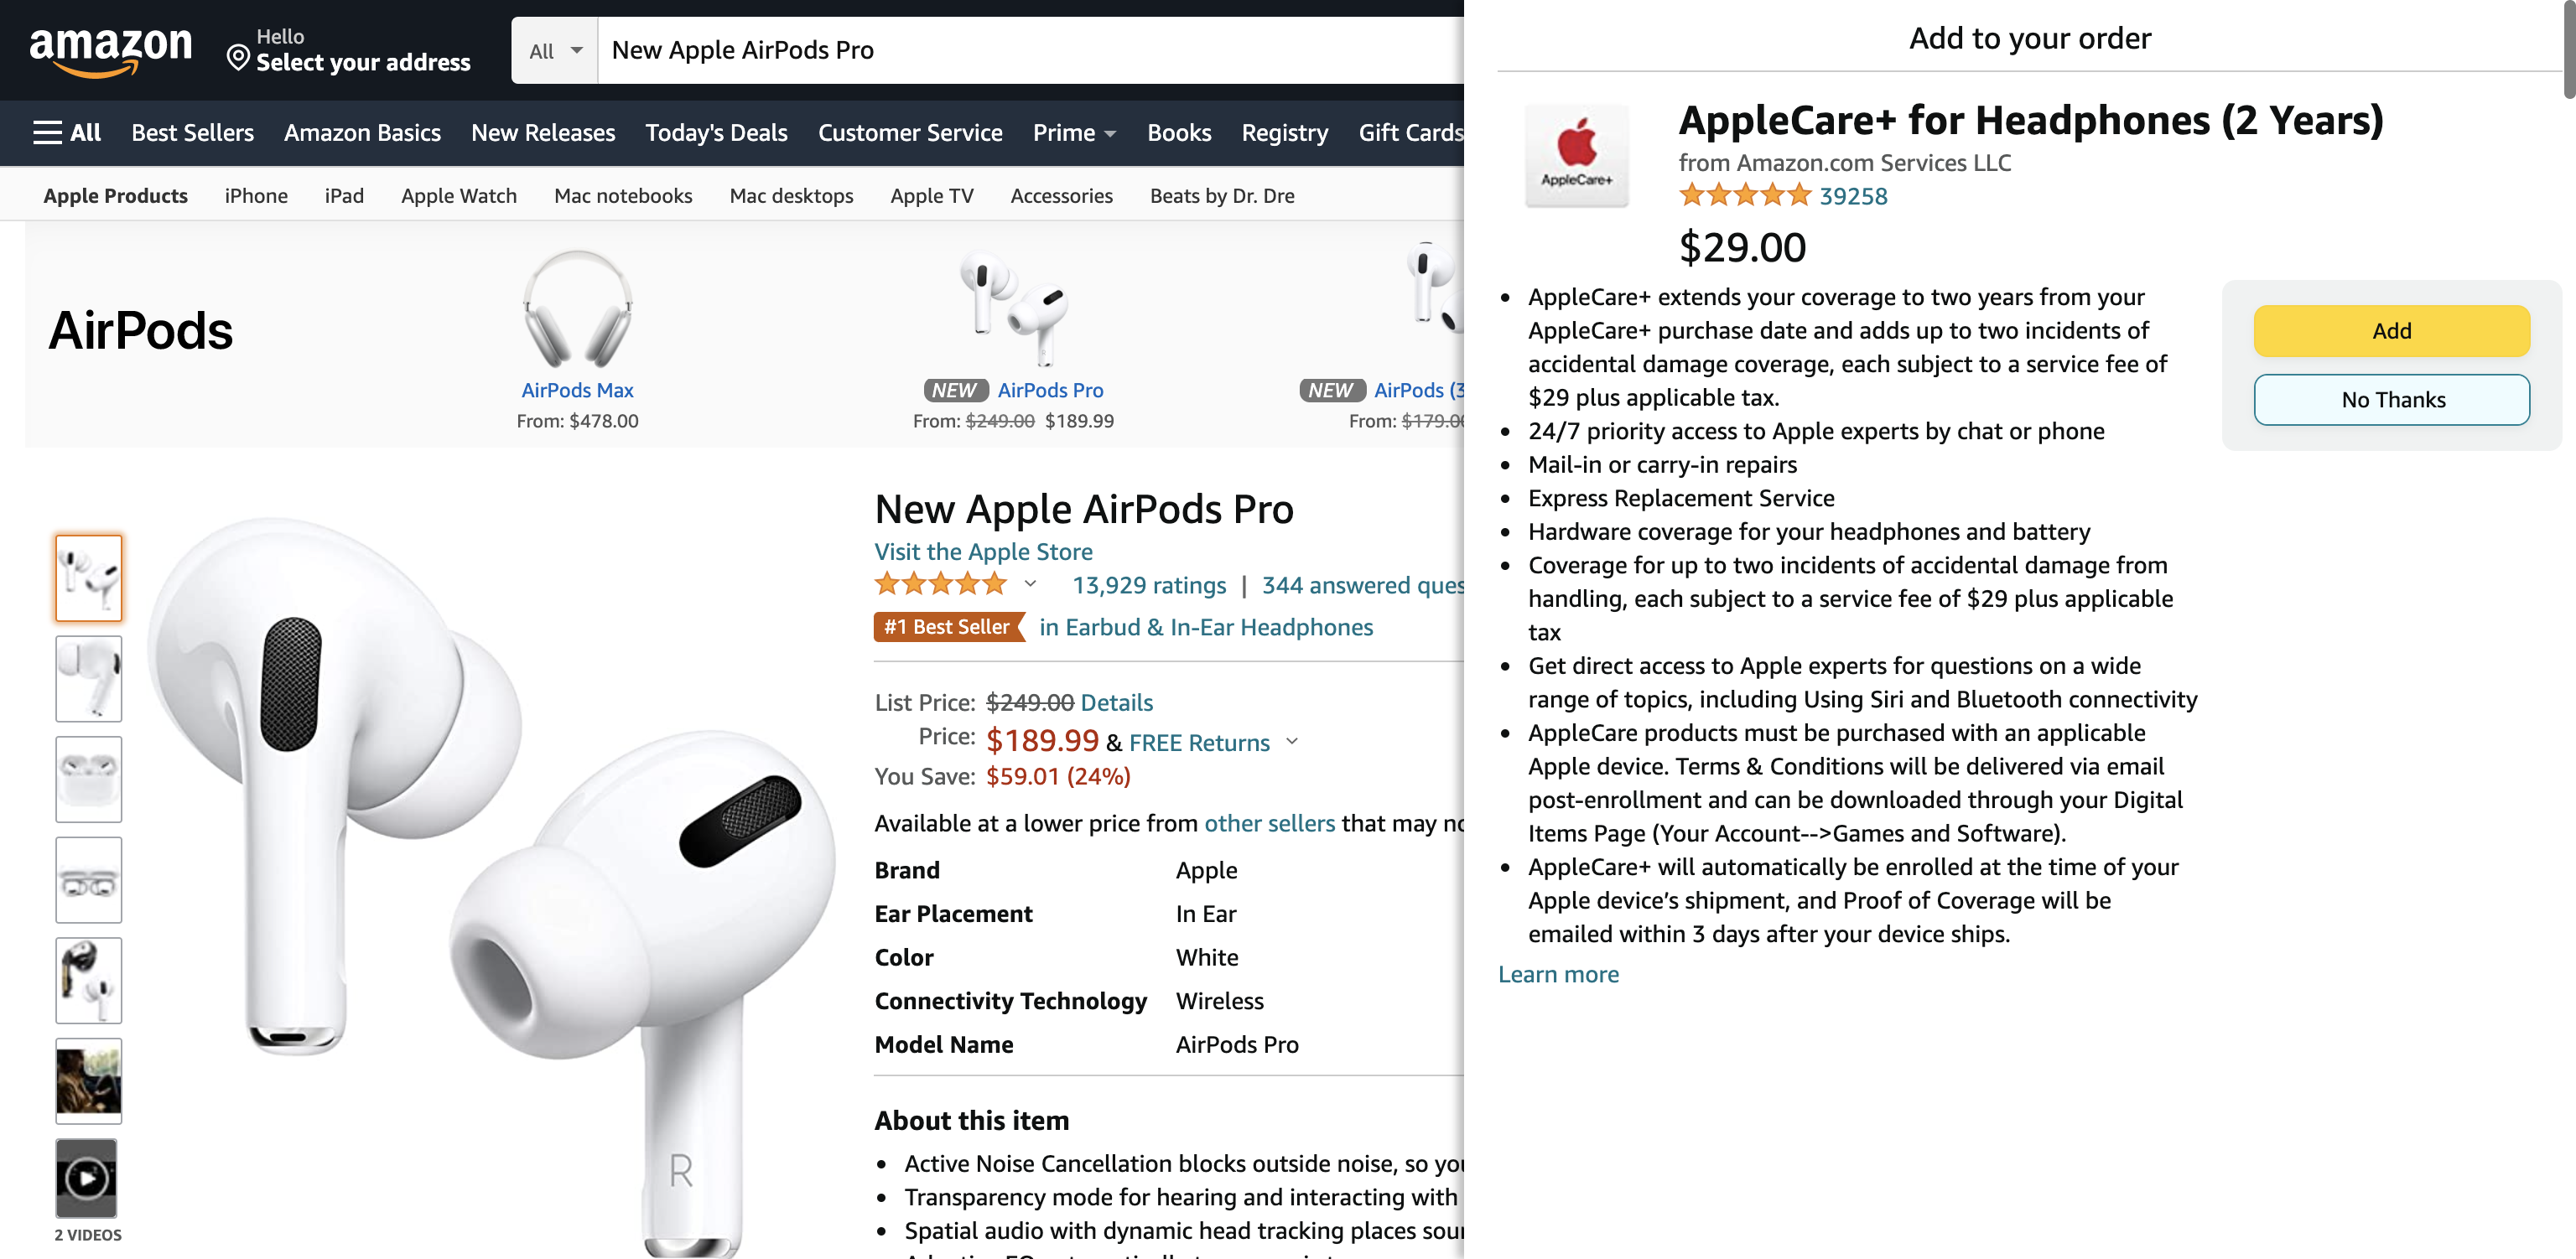 amazon
Hello
Select your address
All
New Apple AirPods Pro
All
Best Sellers
Amazon Basics
New Releases
Today's Deals
Customer Service
Prime
Books
Registry
Gift Cards
Apple Products
iPhone
iPad
Apple Watch
Mac notebooks
Mac desktops
Apple TV
Accessories
Beats by Dr. Dre
AirPods
AirPods Max
From: $478.00
NEW AirPods Pro
From: $249.00 $189.99
NEW AirPods (3
From: $179.0
New Apple AirPods Pro
Visit the Apple Store
13,929 ratings | 344 answered ques
#1 Best Seller in Earbud & In-Ear Headphones
List Price: $249.00 Details
Price: $189.99 & FREE Returns
You Save: $59.01 (24%)
Available at a lower price from other sellers that may no
Brand Apple
Ear Placement In Ear
Color White
Connectivity Technology Wireless
Model Name AirPods Pro
About this item
• Active Noise Cancellation blocks outside noise, so you
• Transparency mode for hearing and interacting with
• Spatial audio with dynamic head tracking places sou
R
2 VIDEOS
Add to your order
AppleCare+
AppleCare+ for Headphones (2 Years)
from Amazon.com Services LLC
39258
$29.00
• AppleCare+ extends your coverage to two years from your
AppleCare+ purchase date and adds up to two incidents of
accidental damage coverage, each subject to a service fee of
$29 plus applicable tax.
• 24/7 priority access to Apple experts by chat or phone
• Mail-in or carry-in repairs
• Express Replacement Service
• Hardware coverage for your headphones and battery
• Coverage for up to two incidents of accidental damage from
handling, each subject to a service fee of $29 plus applicable
tax
• Get direct access to Apple experts for questions on a wide
range of topics, including Using Siri and Bluetooth connectivity
• AppleCare products must be purchased with an applicable
Apple device. Terms & Conditions will be delivered via email
post-enrollment and can be downloaded through your Digital
Items Page (Your Account-->Games and Software).
• AppleCare+ will automatically be enrolled at the time of your
Apple device’s shipment, and Proof of Coverage will be
emailed within 3 days after your device ships.
Learn more
Add
No Thanks